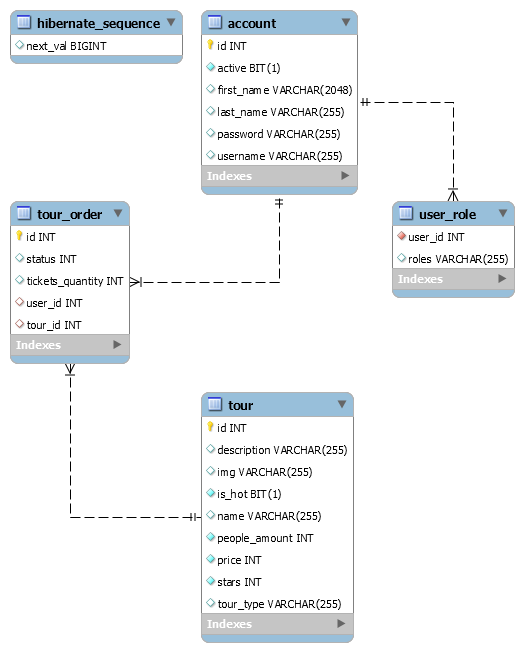 hibernate_sequence
next_val BIGINT
account
id INT
active BIT(1)
first_name VARCHAR(2048)
last_name VARCHAR(255)
password VARCHAR(255)
username VARCHAR(255)
Indexes
tour_order
id INT
status INT
tickets_quantity INT
user_id INT
tour_id INT
Indexes
user_role
user_id INT
roles VARCHAR(255)
Indexes
tour
id INT
description VARCHAR(255)
img VARCHAR(255)
is_hot BIT(1)
name VARCHAR(255)
people_amount INT
price INT
stars INT
tour_type VARCHAR(255)
Indexes